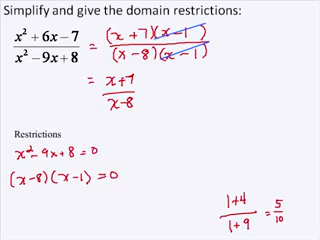 Simplify and give the domain restrictions:
x² + 6x − 7 / x² − 9x + 8 = (x + 7)(x − 1) / (x − 8)(x − 1)
= x + 7 / x − 8
Restrictions
x² − 9x + 8 = 0
(x − 8)(x − 1) = 0
1 + 4 / 1 + 9 = 5 / 10